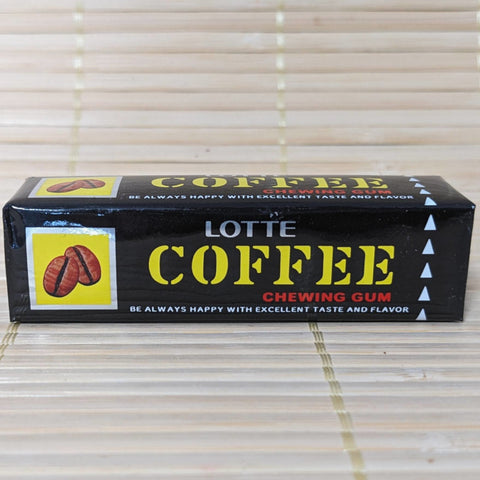 COFFEE
CHEWING GUM
BE ALWAYS HAPPY WITH EXCELLENT TASTE AND FLAVOR
LOTTE
COFFEE
CHEWING GUM
BE ALWAYS HAPPY WITH EXCELLENT TASTE AND FLAVOR